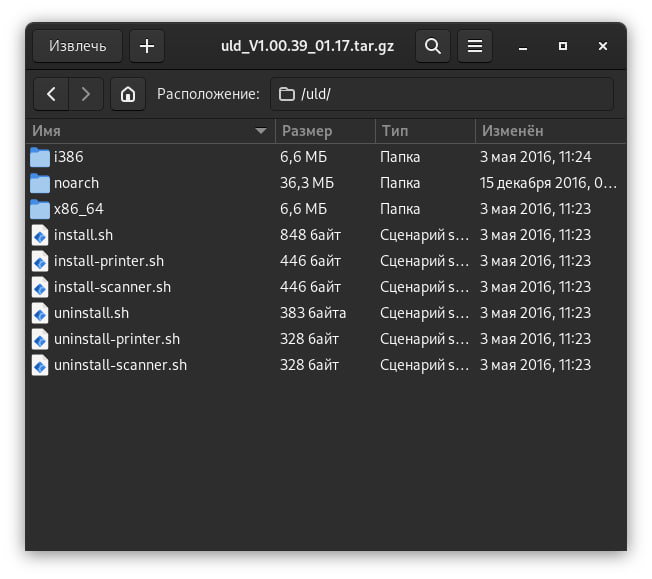 Извлечь uld_V1.00.39_01.17.tar.gz
Расположение: /uld/
Имя Размер Тип Изменён
i386 6,6 МБ Папка 3 мая 2016, 11:24
noarch 36,3 МБ Папка 15 декабря 2016, 0...
x86_64 6,6 МБ Папка 3 мая 2016, 11:23
install.sh 848 байт Сценарий s... 3 мая 2016, 11:23
install-printer.sh 446 байт Сценарий s... 3 мая 2016, 11:23
install-scanner.sh 446 байт Сценарий s... 3 мая 2016, 11:23
uninstall.sh 383 байта Сценарий s... 3 мая 2016, 11:23
uninstall-printer.sh 328 байт Сценарий s... 3 мая 2016, 11:23
uninstall-scanner.sh 328 байт Сценарий s... 3 мая 2016, 11:23